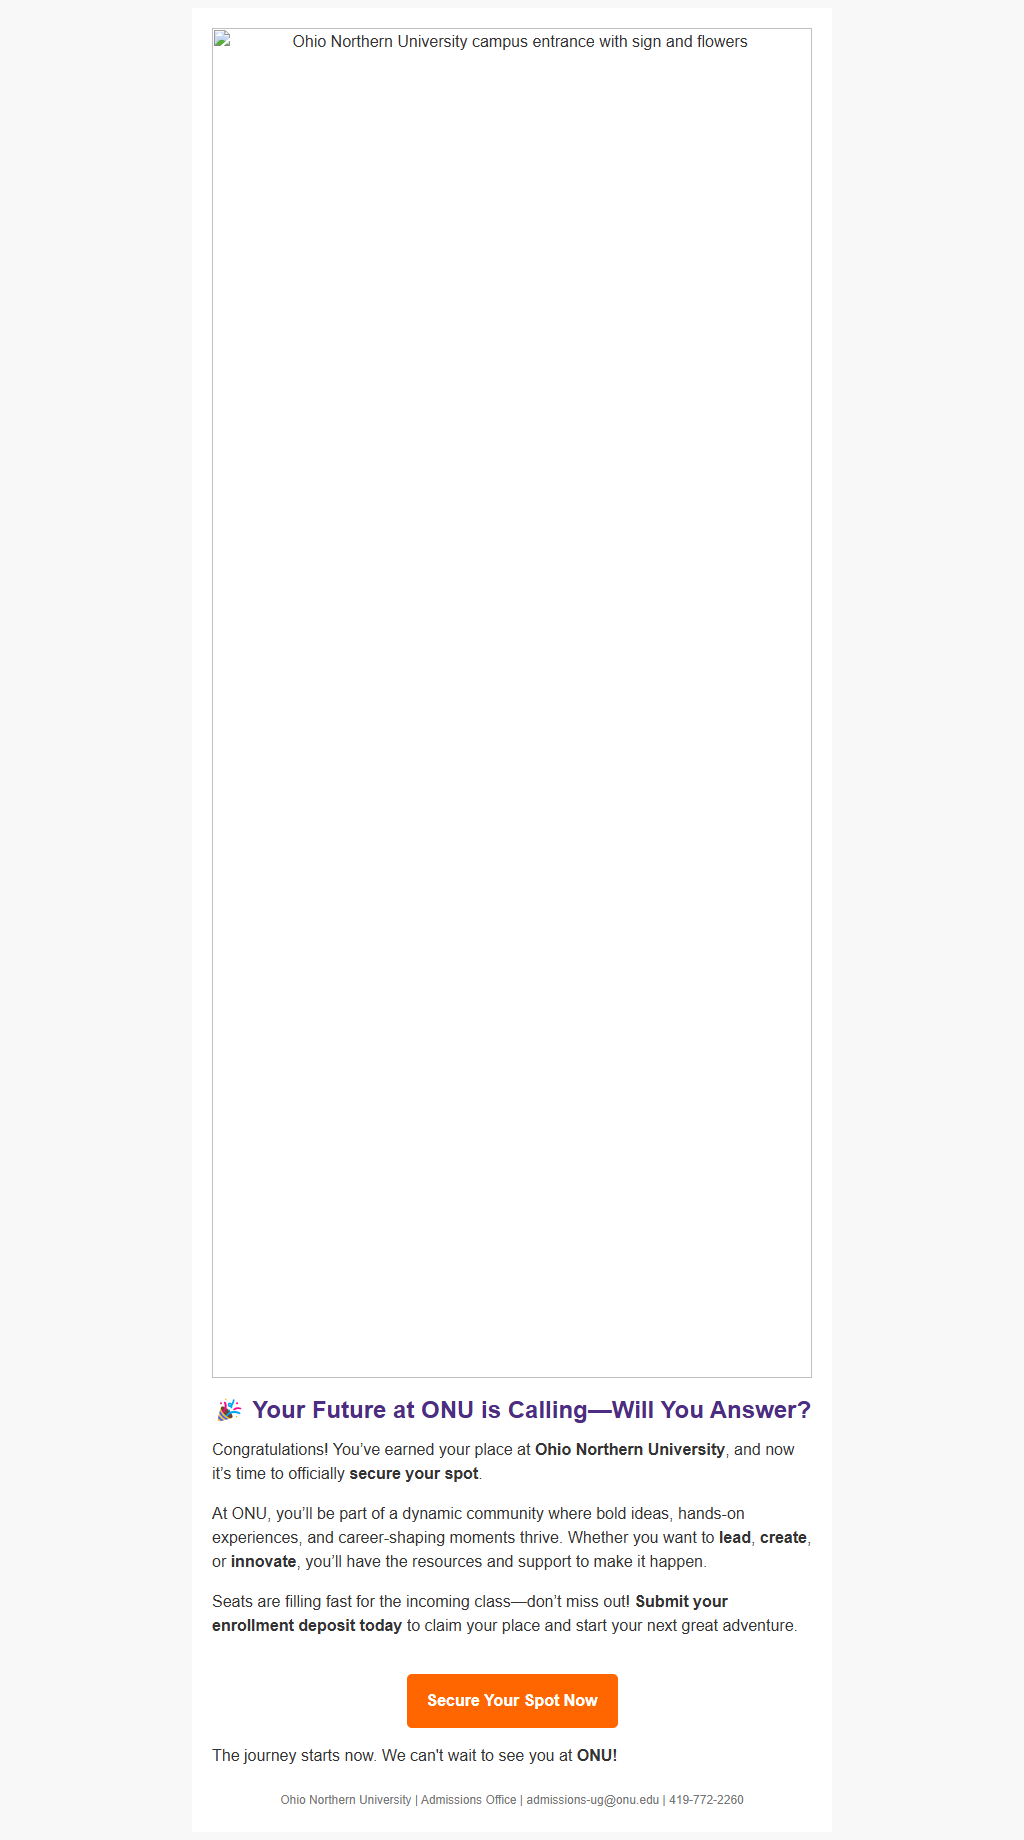 Ohio Northern University campus entrance with sign and flowers
🎉 Your Future at ONU is Calling—Will You Answer?
Congratulations! You’ve earned your place at Ohio Northern University, and now
it’s time to officially secure your spot.
At ONU, you’ll be part of a dynamic community where bold ideas, hands-on
experiences, and career-shaping moments thrive. Whether you want to lead, create,
or innovate, you’ll have the resources and support to make it happen.
Seats are filling fast for the incoming class—don’t miss out! Submit your
enrollment deposit today to claim your place and start your next great adventure.
Secure Your Spot Now
The journey starts now. We can't wait to see you at ONU!
Ohio Northern University | Admissions Office | admissions-ug@onu.edu | 419-772-2260